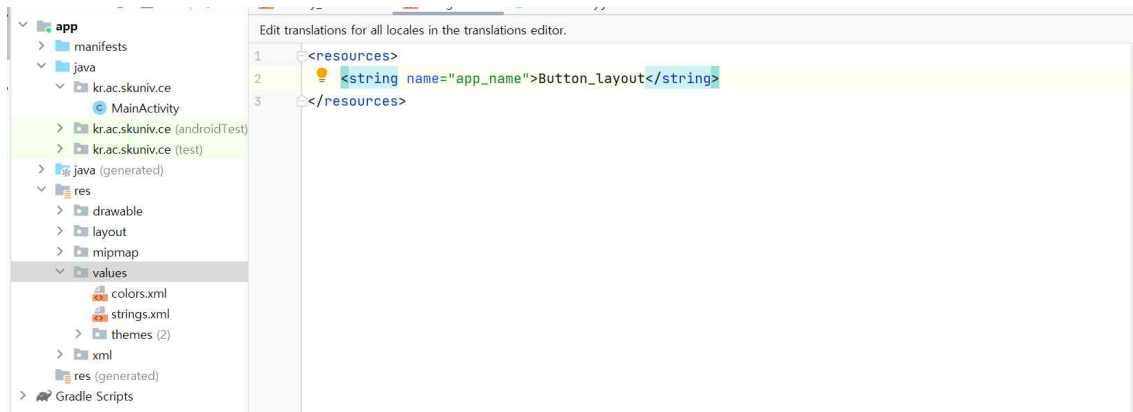 app
manifests
java
kr.ac.skuniv.ce
MainActivity
kr.ac.skuniv.ce (androidTest)
kr.ac.skuniv.ce (test)
java (generated)
res
drawable
layout
mipmap
values
colors.xml
strings.xml
themes (2)
xml
res (generated)
Gradle Scripts
Edit translations for all locales in the translations editor.
1 <resources>
2 <string name="app_name">Button_layout</string>
3 </resources>